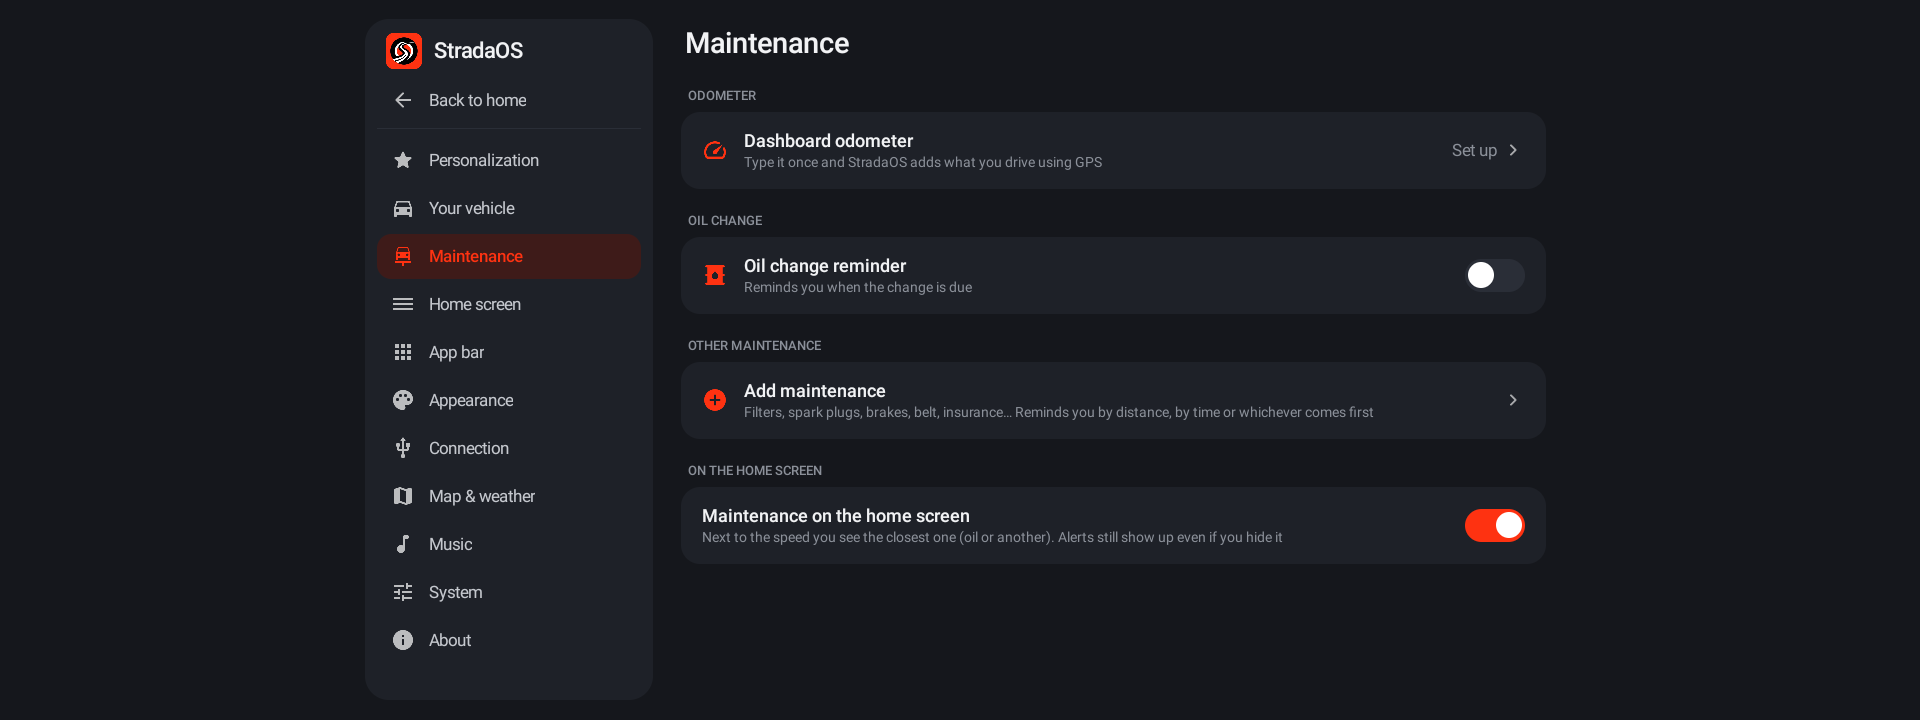 StradaOS
Back to home
Personalization
Your vehicle
Maintenance
Home screen
App bar
Appearance
Connection
Map & weather
Music
System
About
Maintenance
ODOMETER
Dashboard odometer
Type it once and StradaOS adds what you drive using GPS
Set up
OIL CHANGE
Oil change reminder
Reminds you when the change is due
OTHER MAINTENANCE
Add maintenance
Filters, spark plugs, brakes, belt, insurance... Reminds you by distance, by time or whichever comes first
ON THE HOME SCREEN
Maintenance on the home screen
Next to the speed you see the closest one (oil or another). Alerts still show up even if you hide it